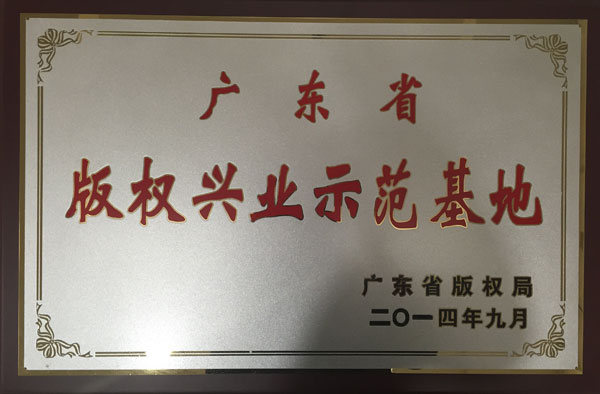 广东省
版权兴业示范基地
广东省版权局
二〇一四年九月